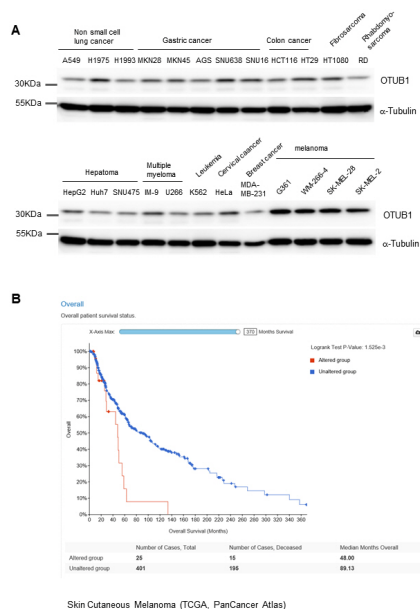 A
Non small cell
lung cancer
Gastric cancer
Colon cancer
Fibrosarcoma
Rhabdomyo-
sarcoma
A549 H1975 H1993 MKN28 MKN45 AGS SNU638 SNU16 HCT116 HT29 HT1080 RD
30KDa
OTUB1
55KDa
α-Tubulin
Hepatoma
Multiple
myeloma
Leukemia
Cervical caancer
Breast cancer
melanoma
HepG2 Huh7 SNU475 IM-9 U266 K562 HeLa MDA-
MB-231
G361 WM-266-4 SK-MEL-28 SK-MEL-2
30KDa
OTUB1
55KDa
α-Tubulin
B
Overall
Overall patient survival status.
X-Axis Max: 370 Months Survival
Logrank Test P-Value: 1.525e-3
Altered group
Unaltered group
100%
90%
80%
70%
60%
50%
40%
30%
20%
10%
0%
Overall
0 20 40 60 80 100 120 140 160 180 200 220 240 260 280 300 320 340 360
Overall Survival (Months)
Number of Cases, Total Number of Cases, Deceased Median Months Overall
Altered group 25 15 48.00
Unaltered group 401 195 89.13
Skin Cutaneous Melanoma (TCGA, PanCancer Atlas)